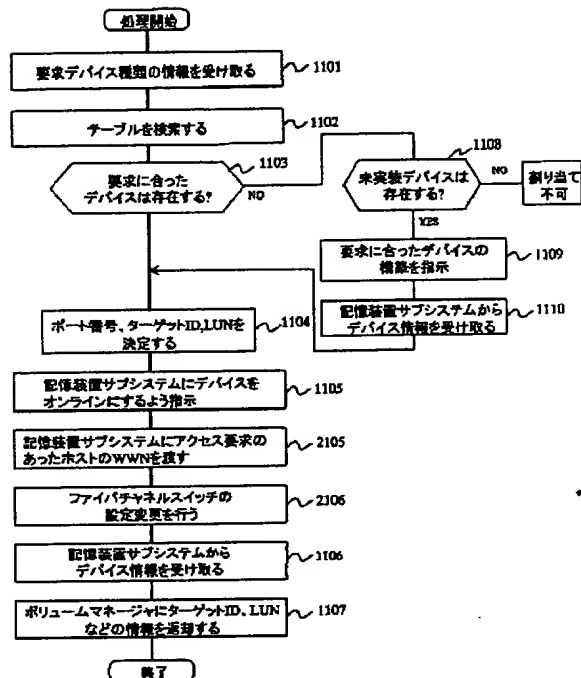 処理開始
要求デバイス種類の情報を受け取る
1101
テーブルを検索する
1102
要求に合った
デバイスは存在する?
1103
NO
未実装デバイスは
存在する?
1108
NO
割り当て
不可
YES
要求に合ったデバイスの
構築を指示
1109
記憶装置サブシステムから
デバイス情報を受け取る
1110
ポート番号、ターゲットID,LUNを
決定する
1104
記憶装置サブシステムにデバイスを
オンラインにするよう指示
1105
記憶装置サブシステムにアクセス要求の
あったホストのWWNを渡す
2105
ファイバチャネルスイッチの
設定変更を行う
2306
記憶装置サブシステムから
デバイス情報を受け取る
1106
ボリュームマネージャにターゲットID、LUN
などの情報を返却する
1107
終了